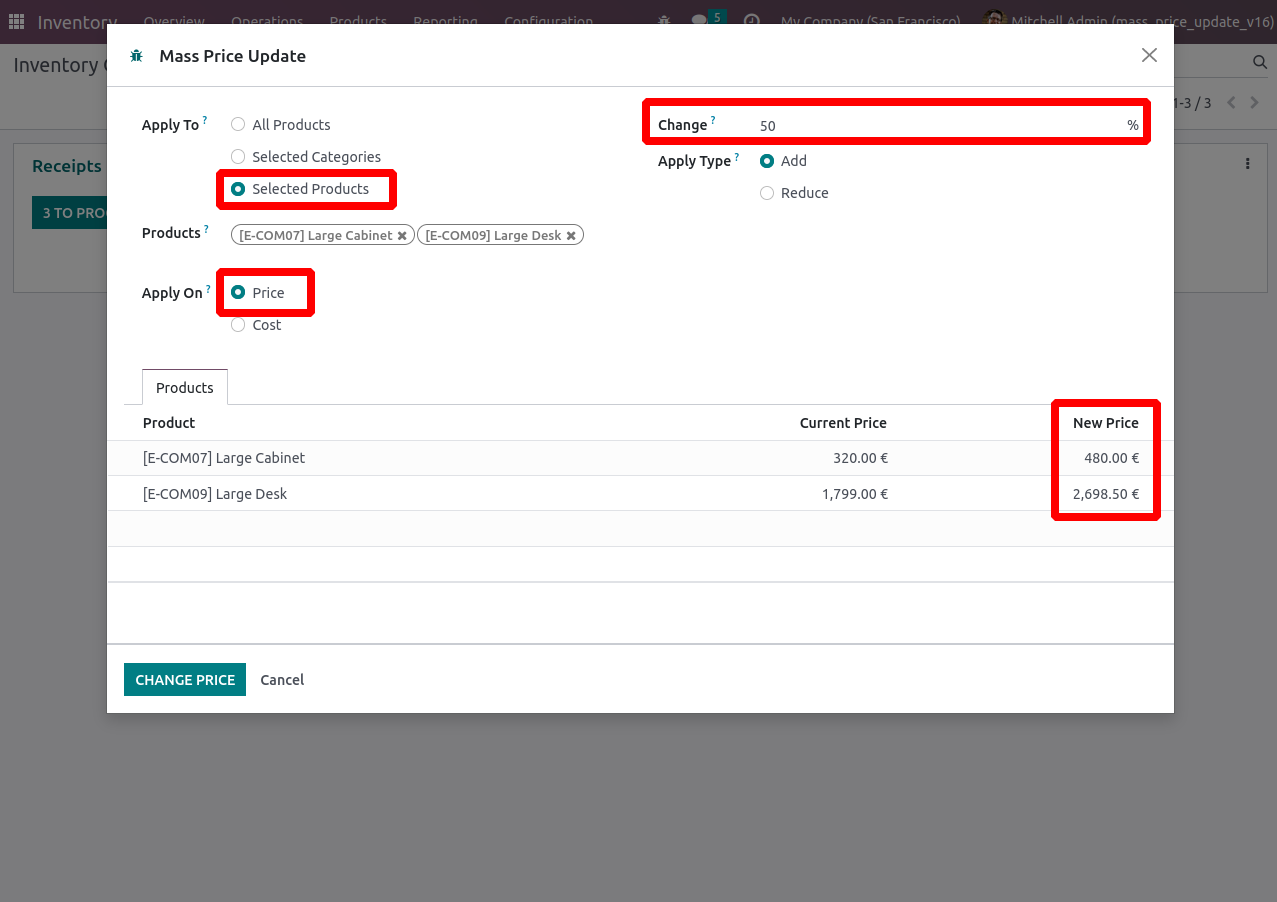 Inventory Overview Operations Products Reporting Configuration 5 My Company (San Francisco) Mitchell Admin (mass_price_update_v16)
Inventory
1-3 / 3
Receipts
3 TO
Mass Price Update
Apply To ?
All Products
Selected Categories
Selected Products
Products ?
[E-COM07] Large Cabinet ✖ [E-COM09] Large Desk ✖
Apply On ?
Price
Cost
Change ? 50 %
Apply Type ? Add
Reduce
Products
Product Current Price New Price
[E-COM07] Large Cabinet 320.00 € 480.00 €
[E-COM09] Large Desk 1,799.00 € 2,698.50 €
CHANGE PRICE Cancel